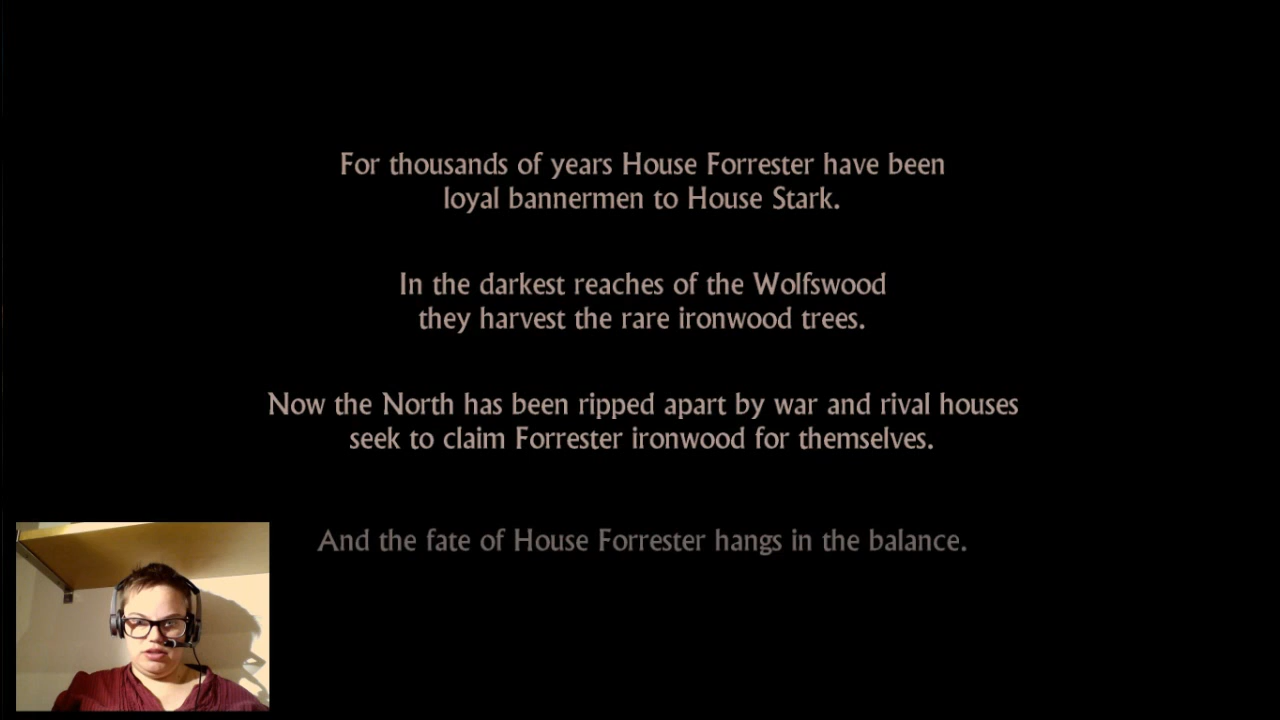 For thousands of years House Forrester have been
loyal bannermen to House Stark.
In the darkest reaches of the Wolfswood
they harvest the rare ironwood trees.
Now the North has been ripped apart by war and rival houses
seek to claim Forrester ironwood for themselves.
And the fate of House Forrester hangs in the balance.